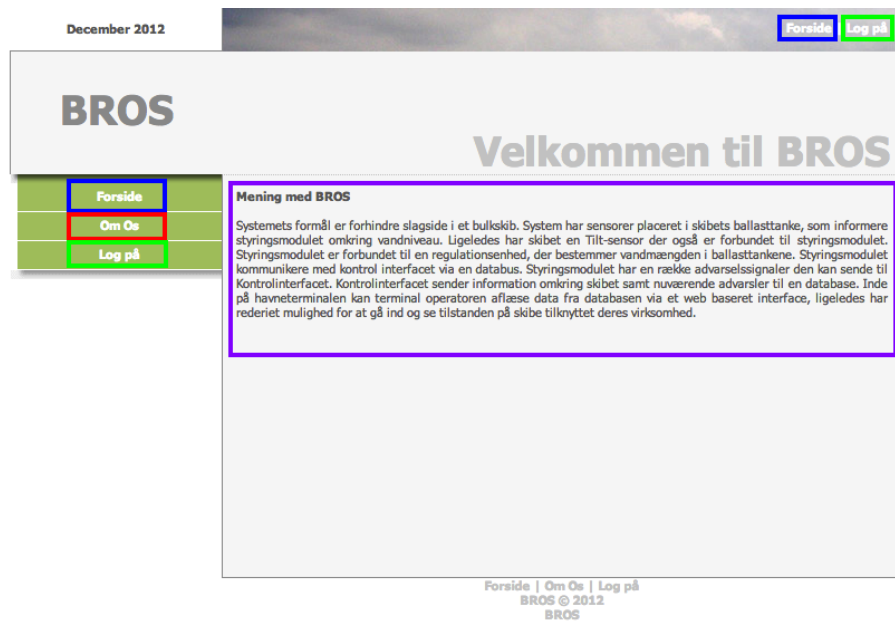 December 2012
Forside Log på
BROS
Velkommen til BROS
Forside
Om Os
Log på
Mening med BROS
Systemets formål er forhindre slagside i et bulkskib. System har sensorer placeret i skibets ballasttanke, som informere
styringsmodulet omkring vandniveau. Ligeledes har skibet en Tilt-sensor der også er forbundet til styringsmodulet.
Styringsmodulet er forbundet til en regulationsenhed, der bestemmer vandmængden i ballasttankene. Styringsmodulet
kommunikere med kontrol interfacet via en databus. Styringsmodulet har en række advarselssignaler den kan sende til
Kontrolinterfacet. Kontrolinterfacet sender information omkring skibet samt nuværende advarsler til en database. Inde
på havneterminalen kan terminal operatoren aflæse data fra databasen via et web baseret interface, ligeledes har
rederiet mulighed for at gå ind og se tilstanden på skibe tilknyttet deres virksomhed.
Forside | Om Os | Log på
BROS © 2012
BROS